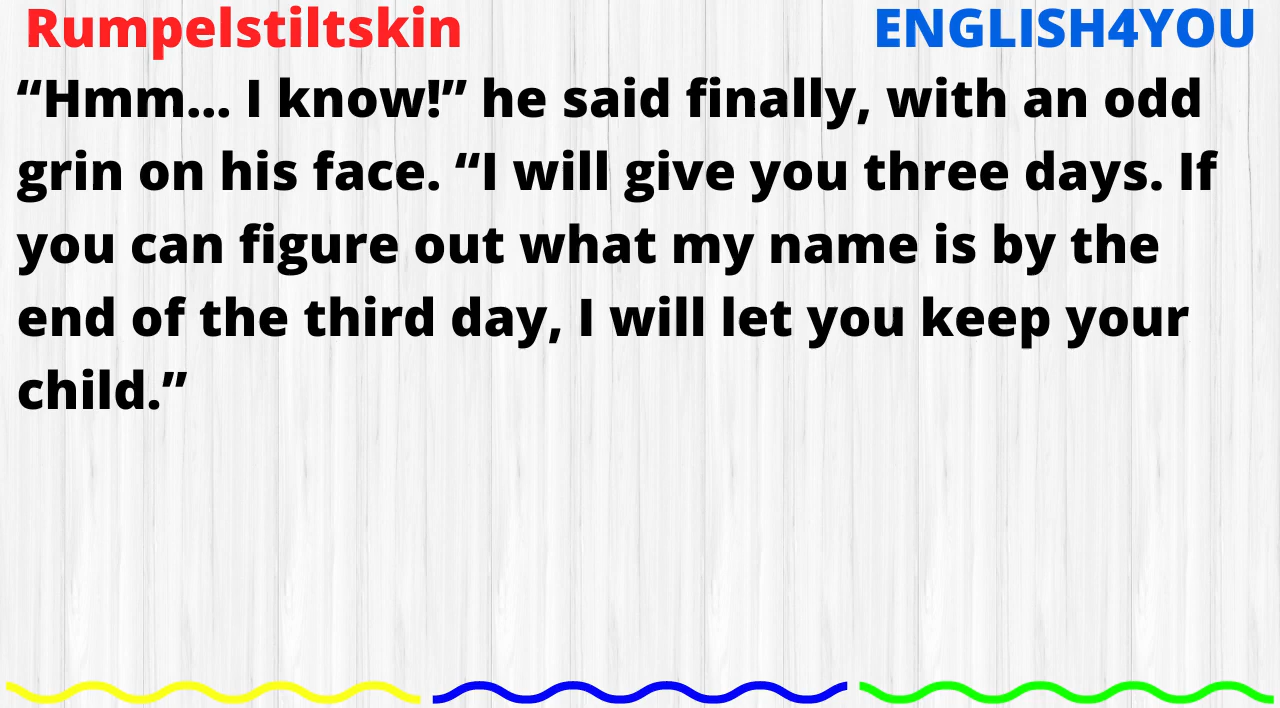 Rumpelstiltskin ENGLISH4YOU
“Hmm... I know!” he said finally, with an odd
grin on his face. “I will give you three days. If
you can figure out what my name is by the
end of the third day, I will let you keep your
child.”